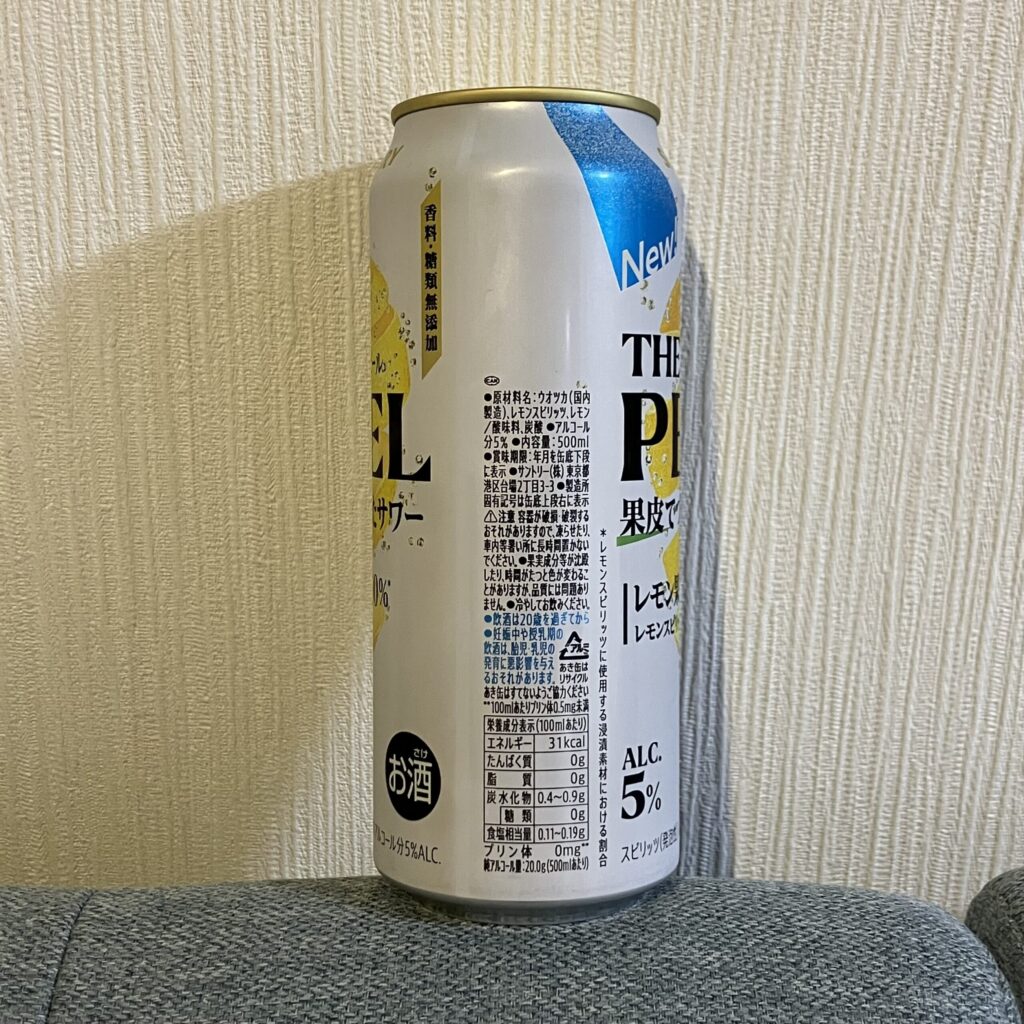 香料・糖類無添加
EL
サワー
0%*
お酒
さけ
アルコール分5%ALC.
●原材料名:ウオツカ(国内
製造)、レモンスピリッツ、レモン
/酸味料、炭酸 ●アルコール
分5% ●内容量:500ml
●賞味期限:年月を缶底下段
に表示 ●サントリー(株) 東京都
港区台場2丁目3-3 ●製造所
固有記号は缶底上段右に表示
⚠注意 容器が破損・破裂する
おそれがありますので、凍らせたり、
車内等暑い所に長時間置かない
でください。●果実成分等が沈殿
したり、時間がたつと色が変わるこ
とがありますが、品質には問題あり
ません。●冷やしてお飲みください。
●飲酒は20歳を過ぎてから
●妊娠中や授乳期の
飲酒は、胎児・乳児の
発育に悪影響を与え
るおそれがあります。
アルミ
あき缶は
リサイクル
あき缶はすてないようご協力ください
**100mlあたりプリン体0.5mg未満
栄養成分表示(100mlあたり)
エネルギー 31kcal
たんぱく質 0g
脂質 0g
炭水化物 0.4~0.9g
糖類 0g
食塩相当量 0.11~0.19g
プリン体 0mg**
純アルコール量:20.0g(500mlあたり)
*レモンスピリッツに使用する浸漬素材における割合
New
THE
PE
果皮で
レモン
レモンスピ
ALC.
5%
スピリッツ(発泡